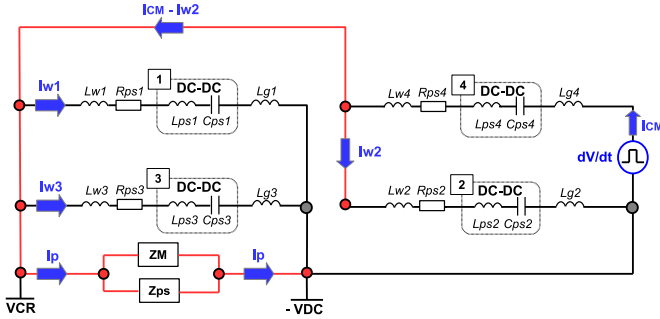 ICM - Iw2
Iw1 Lw1 Rps1 1 DC-DC Lps1 Cps1 Lg1
Lw4 Rps4 4 DC-DC Lps4 Cps4 Lg4
ICM
Iw2
dV/dt
Iw3 Lw3 Rps3 3 DC-DC Lps3 Cps3 Lg3
Lw2 Rps2 2 DC-DC Lps2 Cps2 Lg2
Ip ZM Ip
Zps
VCR - VDC